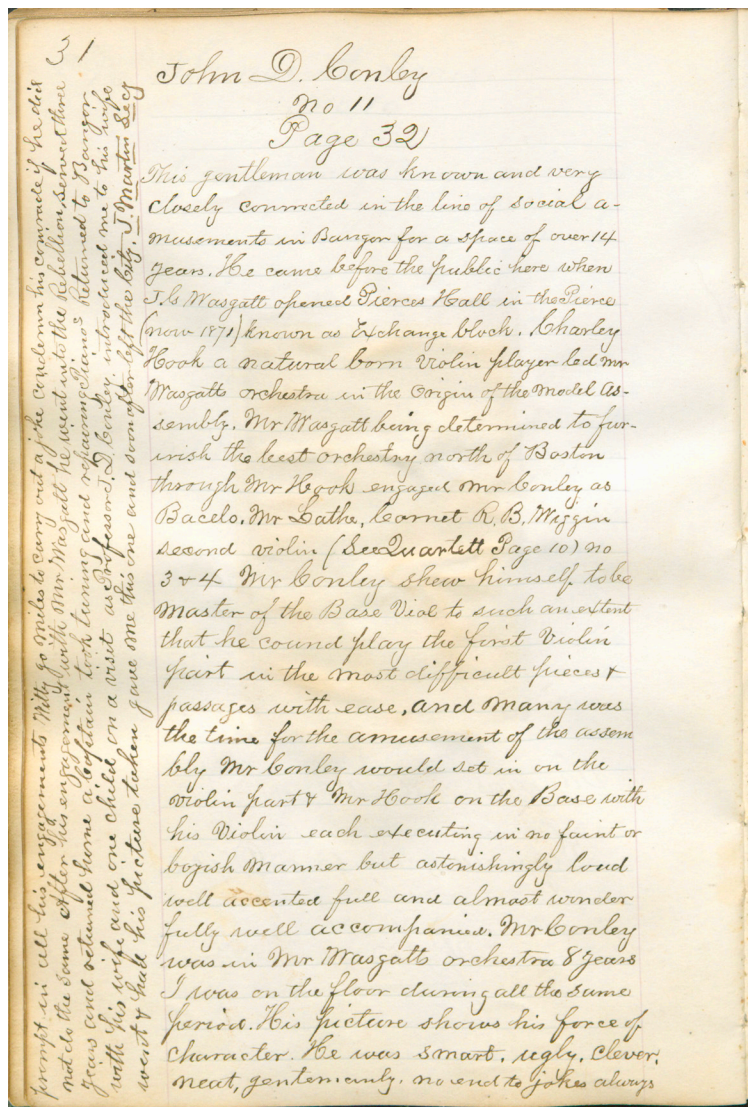 31
John D. Conley
No 11
Page 32
This gentleman was known and very
closely connected in the line of social a-
musements in Bangor for a space of over 14
years. He came before the public here when
J. G. Wasgatt opened Pierces Hall in the Pierce
(now 1871) known as Exchange block. Charley
Hook a natural born violin player led Mr
Wasgatts orchestra in the Origin of the Model As-
sembly. Mr Wasgatt being determined to fur-
nish the best orchestry north of Boston
through Mr Hook engaged Mr Conley as
Bacelo. Mr Lathe, Cornet R. B. Wiggin
second violin (See Quartett Page 10) no
3 & 4 Mr Conley shew himself to be
Master of the Base Viol to such an extent
that he cound play the first Violin
part in the most difficult pieces &
passages with ease, and many was
the time for the amusement of the assem
bly Mr Conley would set in on the
violin part & Mr Hook on the Base with
his Violin each executing in no faint or
boyish manner but astonishingly loud
well accented full and almost wonder
fully well accompanied. Mr Conley
was in Mr Wasgatts orchestra 8 years
I was on the floor during all the same
period. His picture shows his force of
character. He was smart, ugly, clever,
neat, gentemanly. no end to jokes always
prompt in all his engagements Witty go miles to carry out a joke condemn his comrade if he did
not do the same After his engagement with Mr. Wasgatt he went into the Rebellion, served three
years and returned home a Captain took tuning and repairing Piano's Returned to Bangor
with his wife and one child on a visit as Professor J. D. Conley introduced me to his wife
went & had his picture taken gave me this one and soon after left the city. J Martin Secy